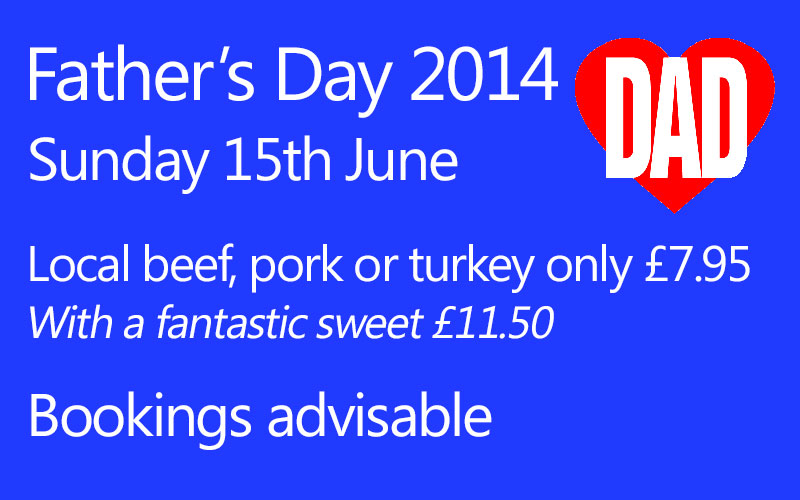 Father’s Day 2014
DAD
Sunday 15th June
Local beef, pork or turkey only £7.95
With a fantastic sweet £11.50
Bookings advisable